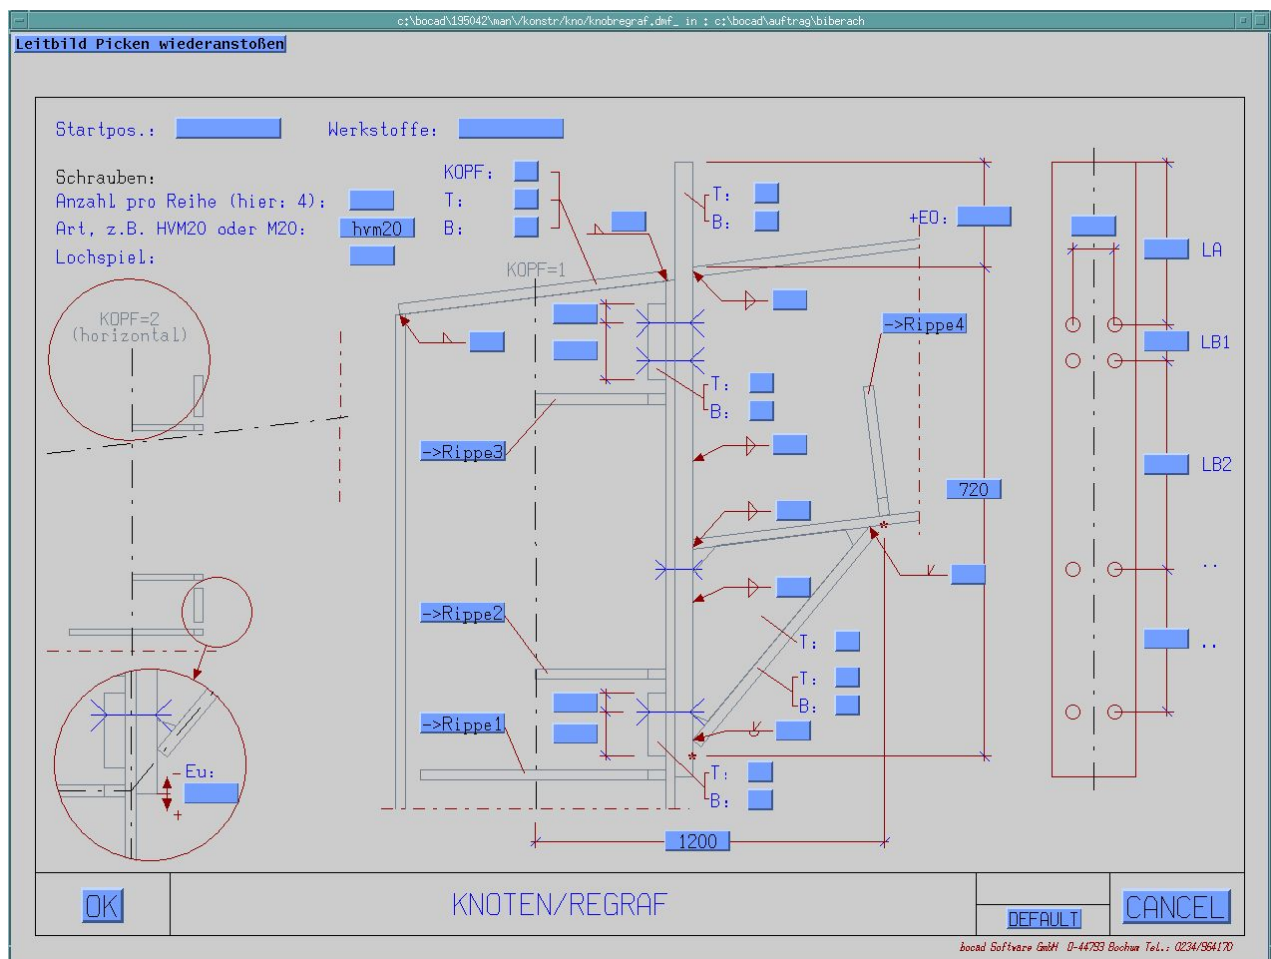 c:\bocad\195042\man\/konstr/kno/knobregraf.dmf_ in : c:\bocad\auftrag\biberach
Leitbild Picken wiederanstoßen
Startpos.:
Werkstoffe:
Schrauben:
Anzahl pro Reihe (hier: 4):
Art, z.B. HVM20 oder M20: hvm20
Lochspiel:
KOPF:
T:
B:
T:
B:
+EO:
LA
KOPF=1
KOPF=2
(horizontal)
->Rippe4
LB1
T:
B:
->Rippe3
LB2
720
..
->Rippe2
T:
..
T:
B:
->Rippe1
-Eu:
+
T:
B:
1200
OK
KNOTEN/REGRAF
DEFAULT
CANCEL
bocad Software GmbH D-44793 Bochum Tel.: 0234/964170